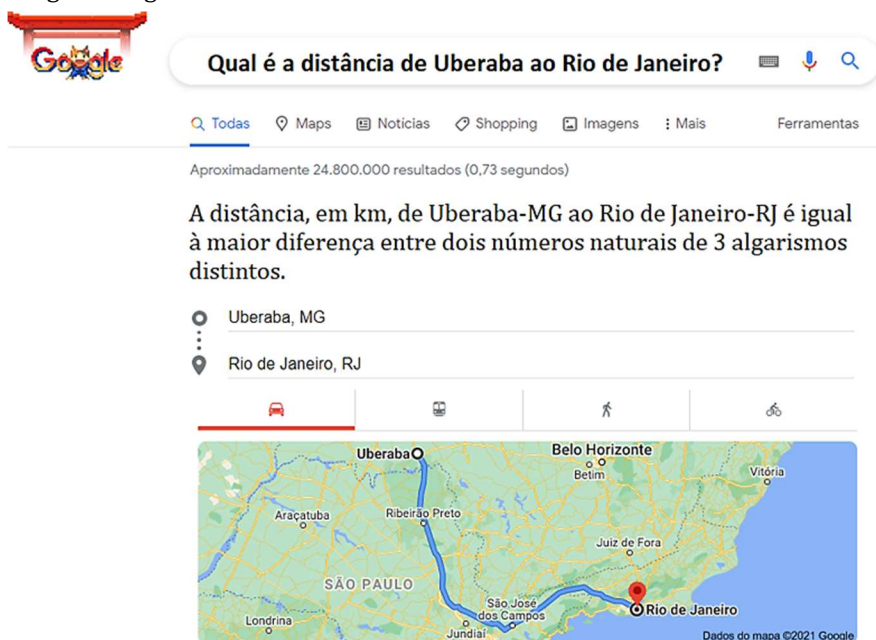 Google
Qual é a distância de Uberaba ao Rio de Janeiro?
Todas Maps Notícias Shopping Imagens Mais Ferramentas
Aproximadamente 24.800.000 resultados (0,73 segundos)
A distância, em km, de Uberaba-MG ao Rio de Janeiro-RJ é igual
à maior diferença entre dois números naturais de 3 algarismos
distintos.
Uberaba, MG
Rio de Janeiro, RJ
Uberaba
Belo Horizonte
Betim
Vitória
Araçatuba
Ribeirão Preto
Juiz de Fora
SÃO PAULO
São José
dos Campos
Rio de Janeiro
Londrina
Jundiaí
Dados do mapa ©2021 Google